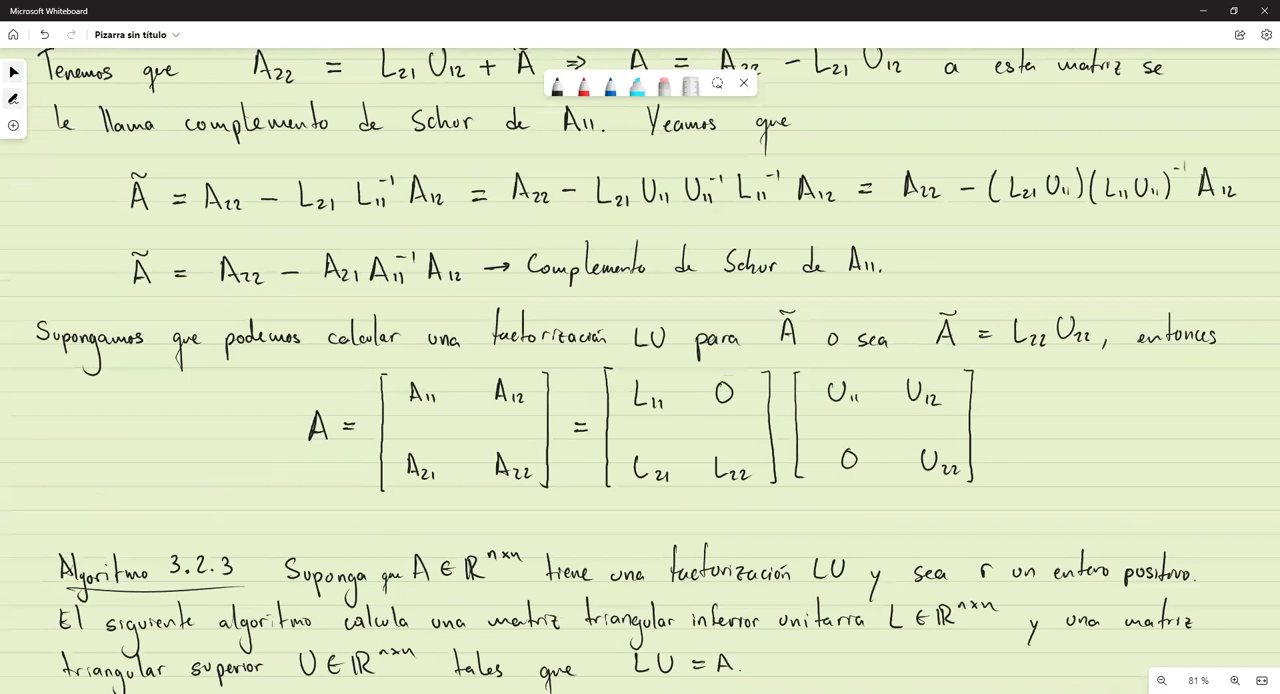 Microsoft Whiteboard
Pizarra sin título
Tenemos que A22 = L21 U12 + Ã ⇒ Ã = A22 − L21 U12 a esta matriz se
le llama complemento de Schur de A11. Veamos que
Ã = A22 − L21 L11^-1 A12 = A22 − L21 U11 U11^-1 L11^-1 A12 = A22 − (L21 U11)(L11 U11)^-1 A12
Ã = A22 − A21 A11^-1 A12 → Complemento de Schur de A11.
Supongamos que podemos calcular una factorización LU para Ã o sea Ã = L22 U22, entonces
A11 A12 L11 0 U11 U12
A = =
A21 A22 L21 L22 0 U22
Algoritmo 3.2.3 Suponga que A ∈ ℝ^n×n tiene una factorización LU y sea r un entero positivo.
El siguiente algoritmo calcula una matriz triangular inferior unitaria L ∈ ℝ^n×n y una matriz
triangular superior U ∈ ℝ^n×n tales que LU = A.
81 %